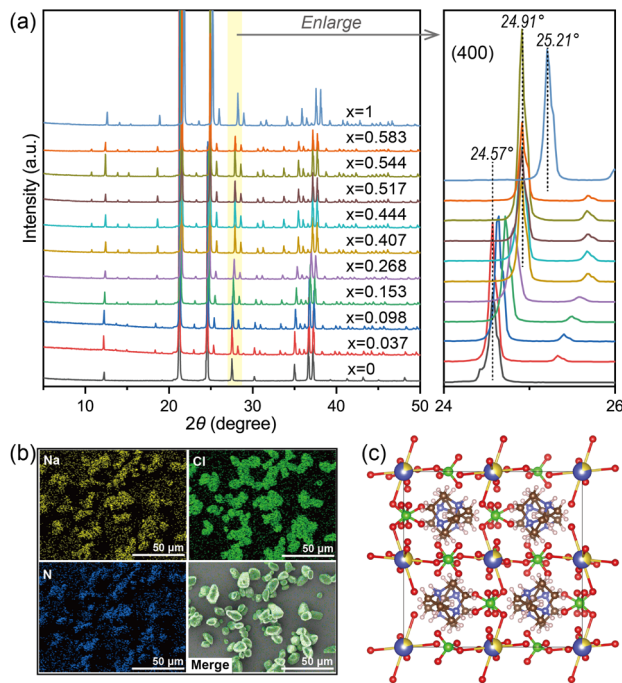 (a)
Enlarge
Intensity (a.u.)
x=1
x=0.583
x=0.544
x=0.517
x=0.444
x=0.407
x=0.268
x=0.153
x=0.098
x=0.037
x=0
10 20 30 40 50
2θ (degree)
(400)
24.91°
25.21°
24.57°
24 26
(b)
Na
Cl
50 µm
50 µm
N
Merge
50 µm
50 µm
(c)